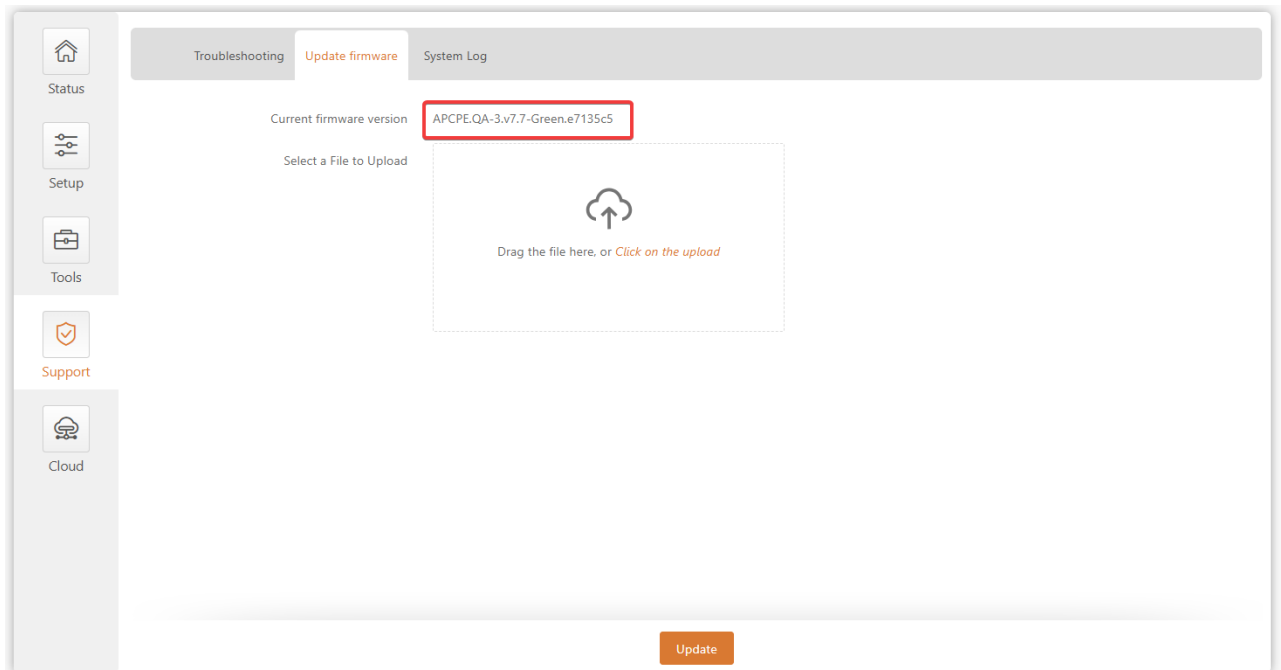 Status
Setup
Tools
Support
Cloud
Troubleshooting
Update firmware
System Log
Current firmware version
APCPE.QA-3.v7.7-Green.e7135c5
Select a File to Upload
Drag the file here, or Click on the upload
Update